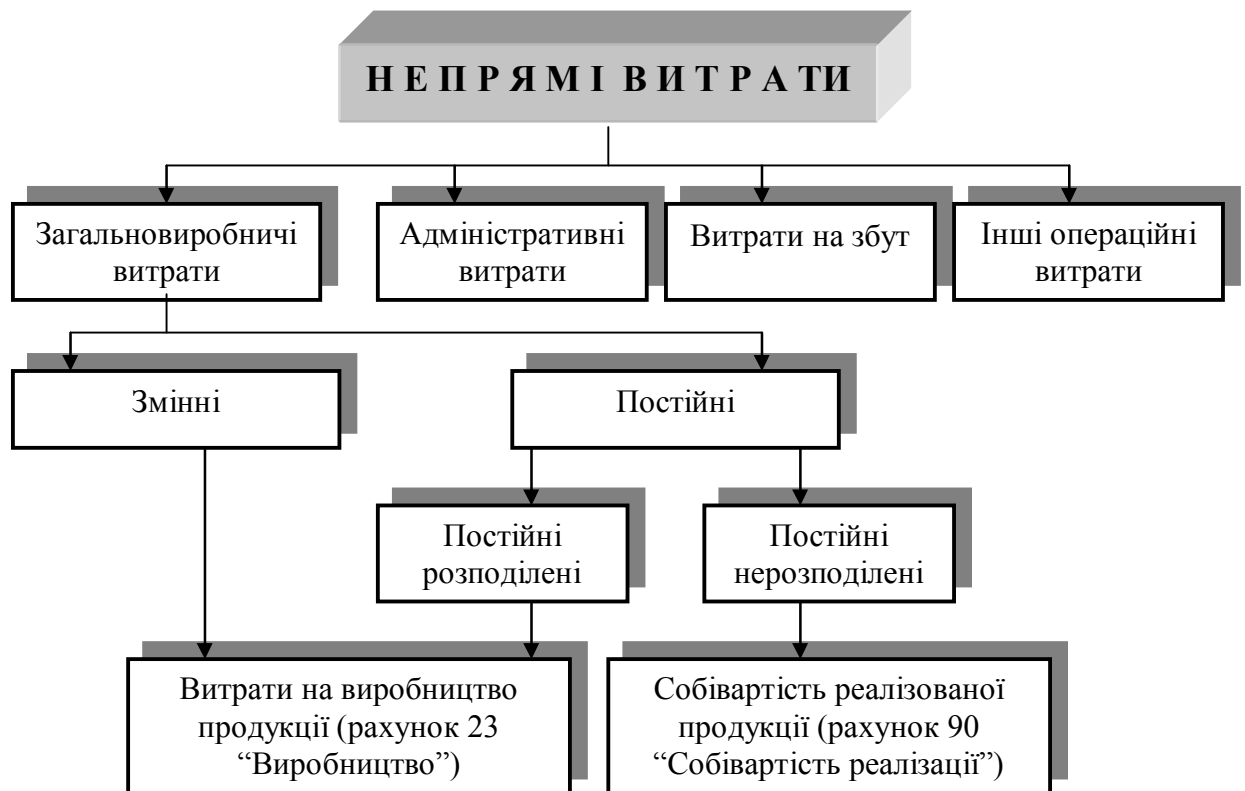 Н Е П Р Я М І В И Т Р А ТИ
Загальновиробничі
витрати
Адміністративні
витрати
Витрати на збут
Інші операційні
витрати
Змінні
Постійні
Постійні
розподілені
Постійні
нерозподілені
Витрати на виробництво
продукції (рахунок 23
“Виробництво”)
Собівартість реалізованої
продукції (рахунок 90
“Собівартість реалізації”)